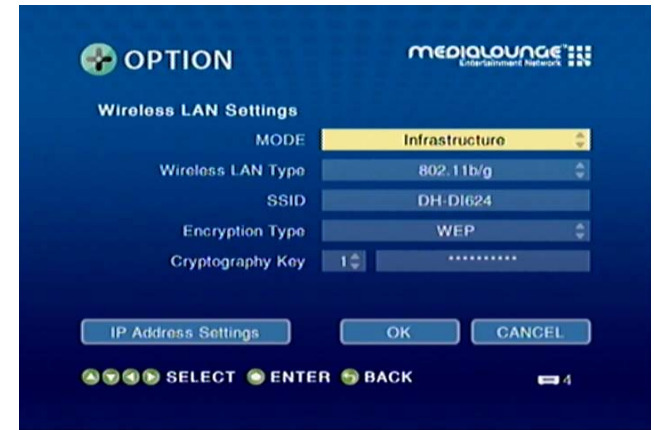 OPTION
MEDIALOUNGE™
Entertainment Network
Wireless LAN Settings
MODE Infrastructure
Wireless LAN Type 802.11b/g
SSID DH-DI624
Encryption Type WEP
Cryptography Key 1 **********
IP Address Settings OK CANCEL
SELECT ENTER BACK 4